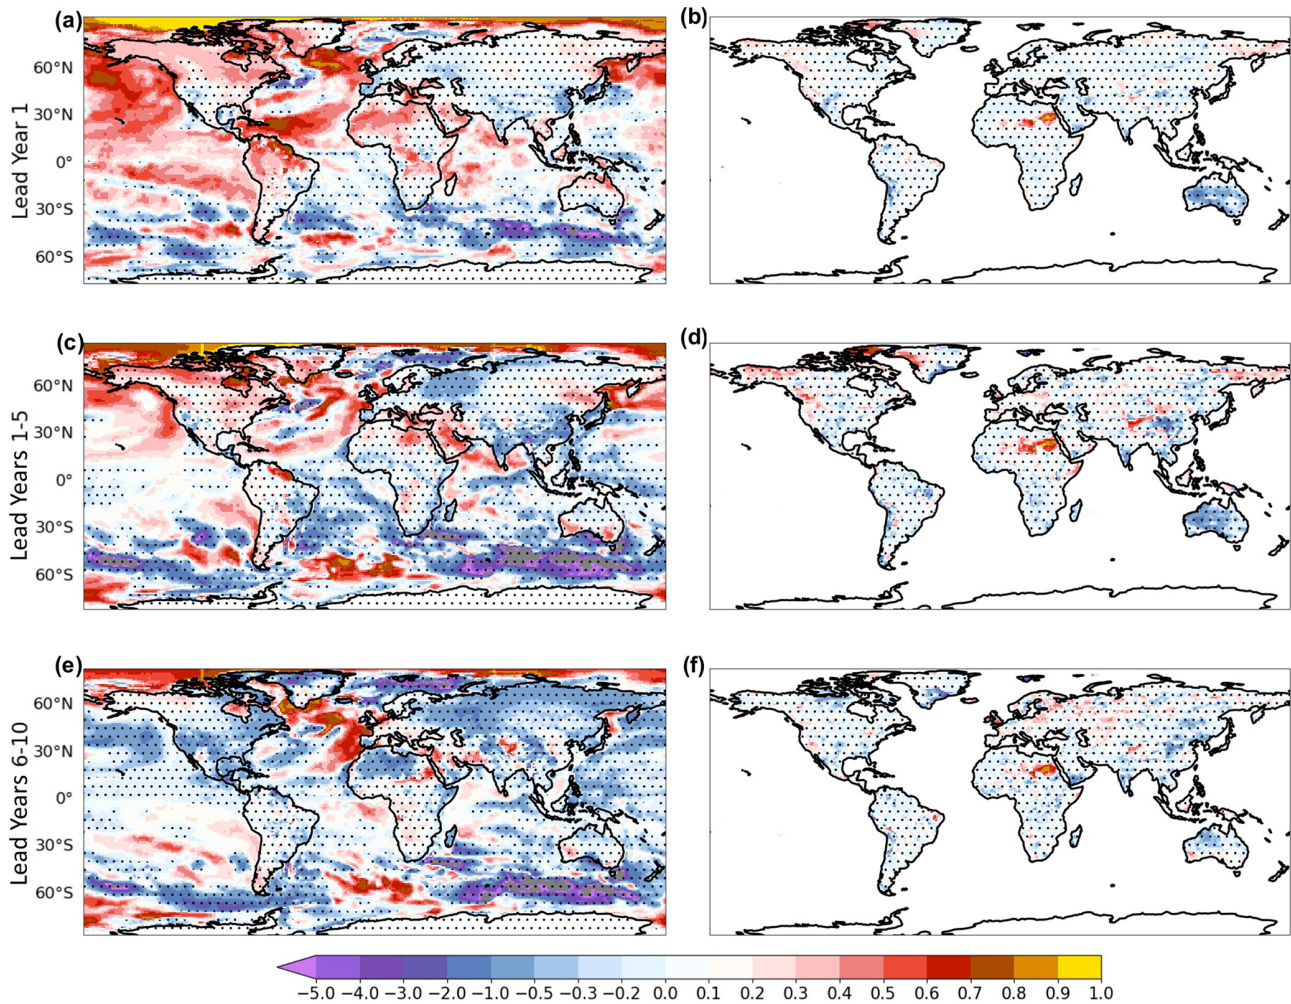 (a)
(b)
Lead Year 1
60°N
30°N
0°
30°S
60°S
(c)
(d)
Lead Years 1-5
60°N
30°N
0°
30°S
60°S
(e)
(f)
Lead Years 6-10
60°N
30°N
0°
30°S
60°S
−5.0 −4.0 −3.0 −2.0 −1.0 −0.5 −0.3 −0.2 0.0 0.1 0.2 0.3 0.4 0.5 0.6 0.7 0.8 0.9 1.0